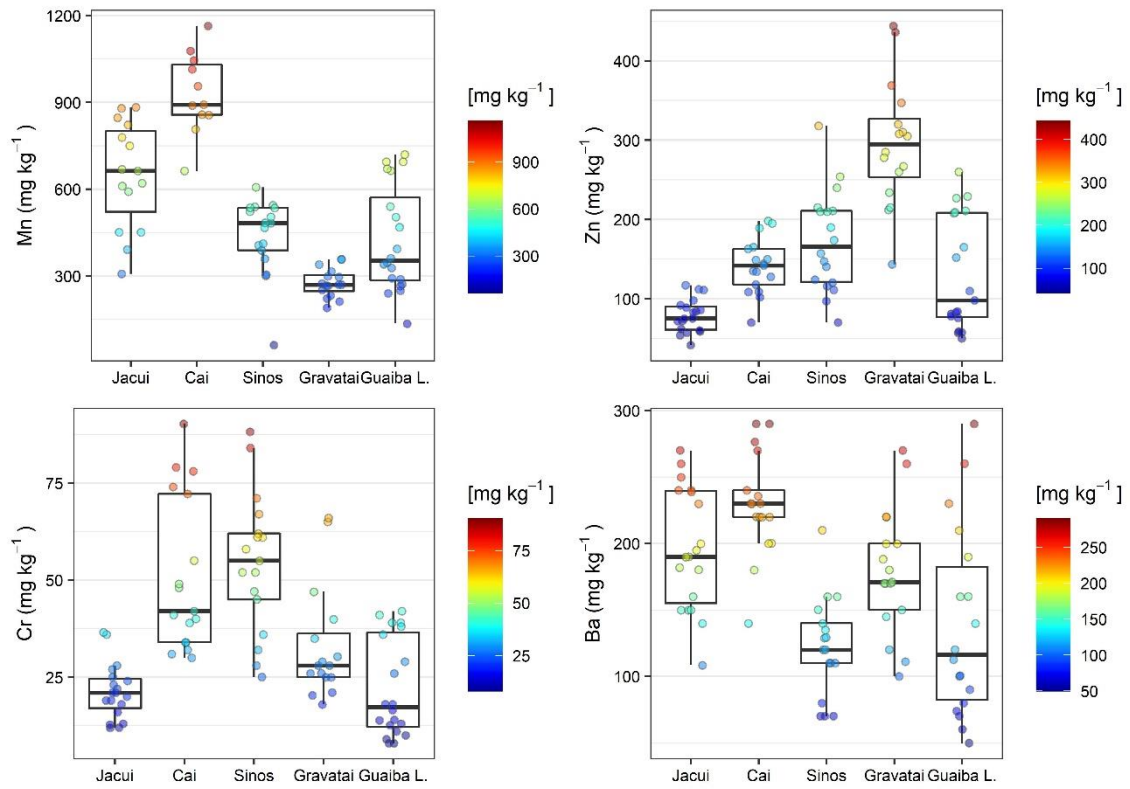 Mn (mg kg⁻¹)
1200
900
600
300
Jacui Cai Sinos Gravatai Guaiba L.
[mg kg⁻¹]
900
600
300
Zn (mg kg⁻¹)
400
300
200
100
Jacui Cai Sinos Gravatai Guaiba L.
[mg kg⁻¹]
400
300
200
100
Cr (mg kg⁻¹)
75
50
25
Jacui Cai Sinos Gravatai Guaiba L.
[mg kg⁻¹]
75
50
25
Ba (mg kg⁻¹)
300
200
100
Jacui Cai Sinos Gravatai Guaiba L.
[mg kg⁻¹]
250
200
150
100
50